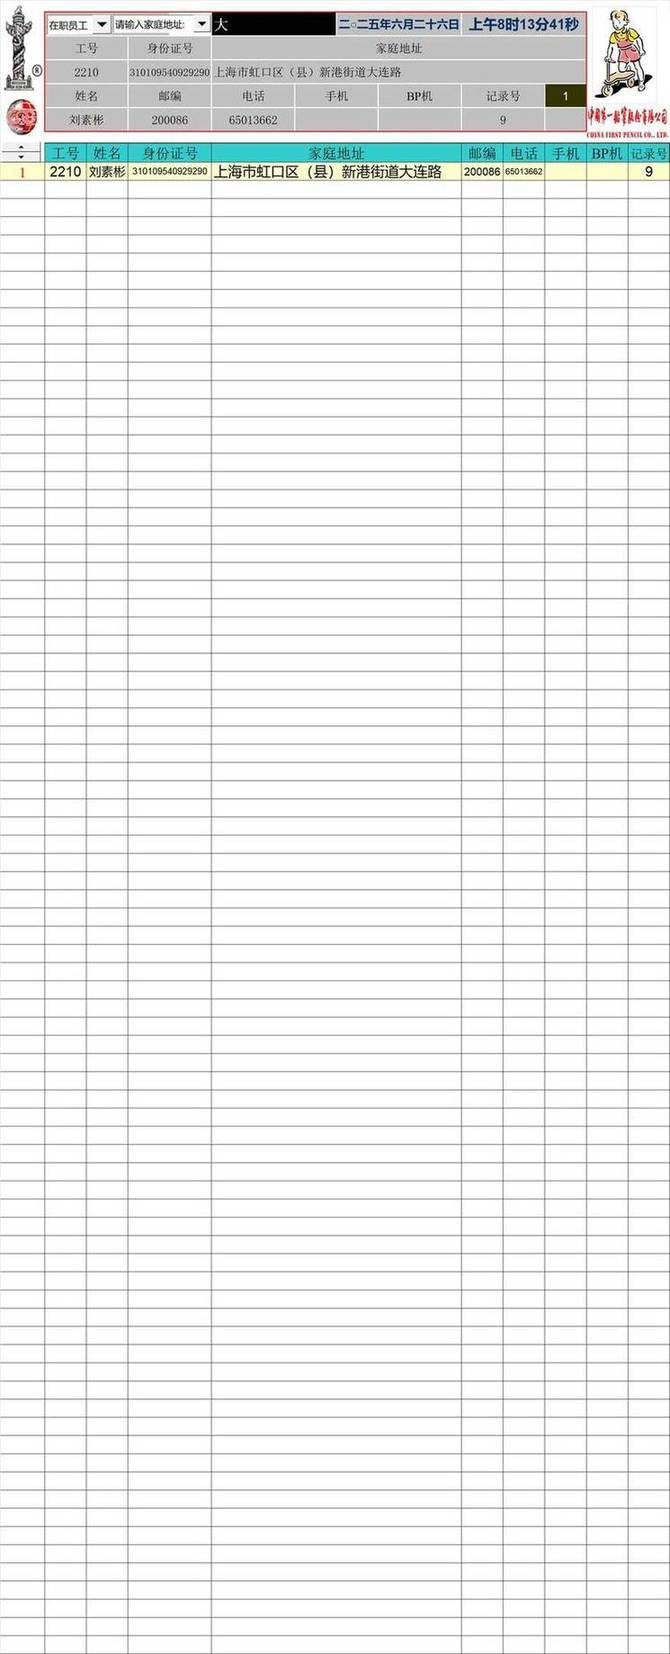 在职员工 请输入家庭地址: 大 二○二五年六月二十六日 上午8时13分41秒
工号 身份证号 家庭地址
2210 310109540929290 上海市虹口区（县）新港街道大连路
姓名 邮编 电话 手机 BP机 记录号 1
刘素彬 200086 65013662 9
®
中国第一铅笔股份有限公司
CHINA FIRST PENCIL CO., LTD.
工号 姓名 身份证号 家庭地址 邮编 电话 手机 BP机 记录号
1 2210 刘素彬 310109540929290 上海市虹口区（县）新港街道大连路 200086 65013662 9